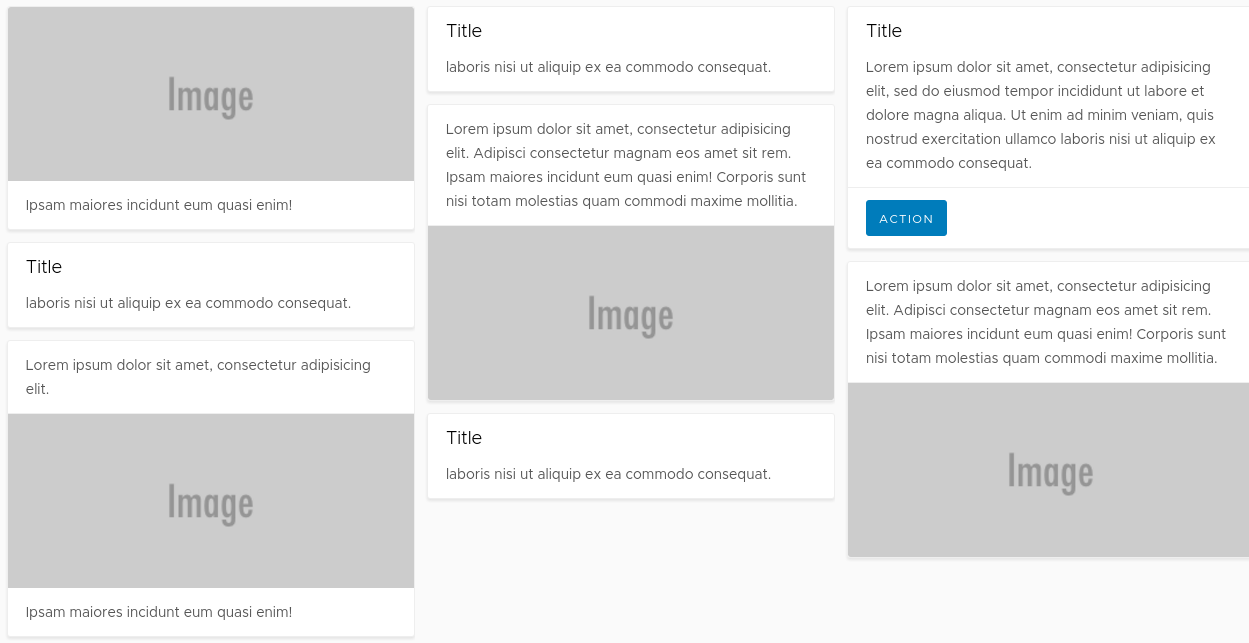 Image
Ipsam maiores incidunt eum quasi enim!
Title
laboris nisi ut aliquip ex ea commodo consequat.
Lorem ipsum dolor sit amet, consectetur adipisicing
elit.
Image
Ipsam maiores incidunt eum quasi enim!
Title
laboris nisi ut aliquip ex ea commodo consequat.
Lorem ipsum dolor sit amet, consectetur adipisicing
elit. Adipisci consectetur magnam eos amet sit rem.
Ipsam maiores incidunt eum quasi enim! Corporis sunt
nisi totam molestias quam commodi maxime mollitia.
Image
Title
laboris nisi ut aliquip ex ea commodo consequat.
Title
Lorem ipsum dolor sit amet, consectetur adipisicing
elit, sed do eiusmod tempor incididunt ut labore et
dolore magna aliqua. Ut enim ad minim veniam, quis
nostrud exercitation ullamco laboris nisi ut aliquip ex
ea commodo consequat.
ACTION
Lorem ipsum dolor sit amet, consectetur adipisicing
elit. Adipisci consectetur magnam eos amet sit rem.
Ipsam maiores incidunt eum quasi enim! Corporis sunt
nisi totam molestias quam commodi maxime mollitia.
Image